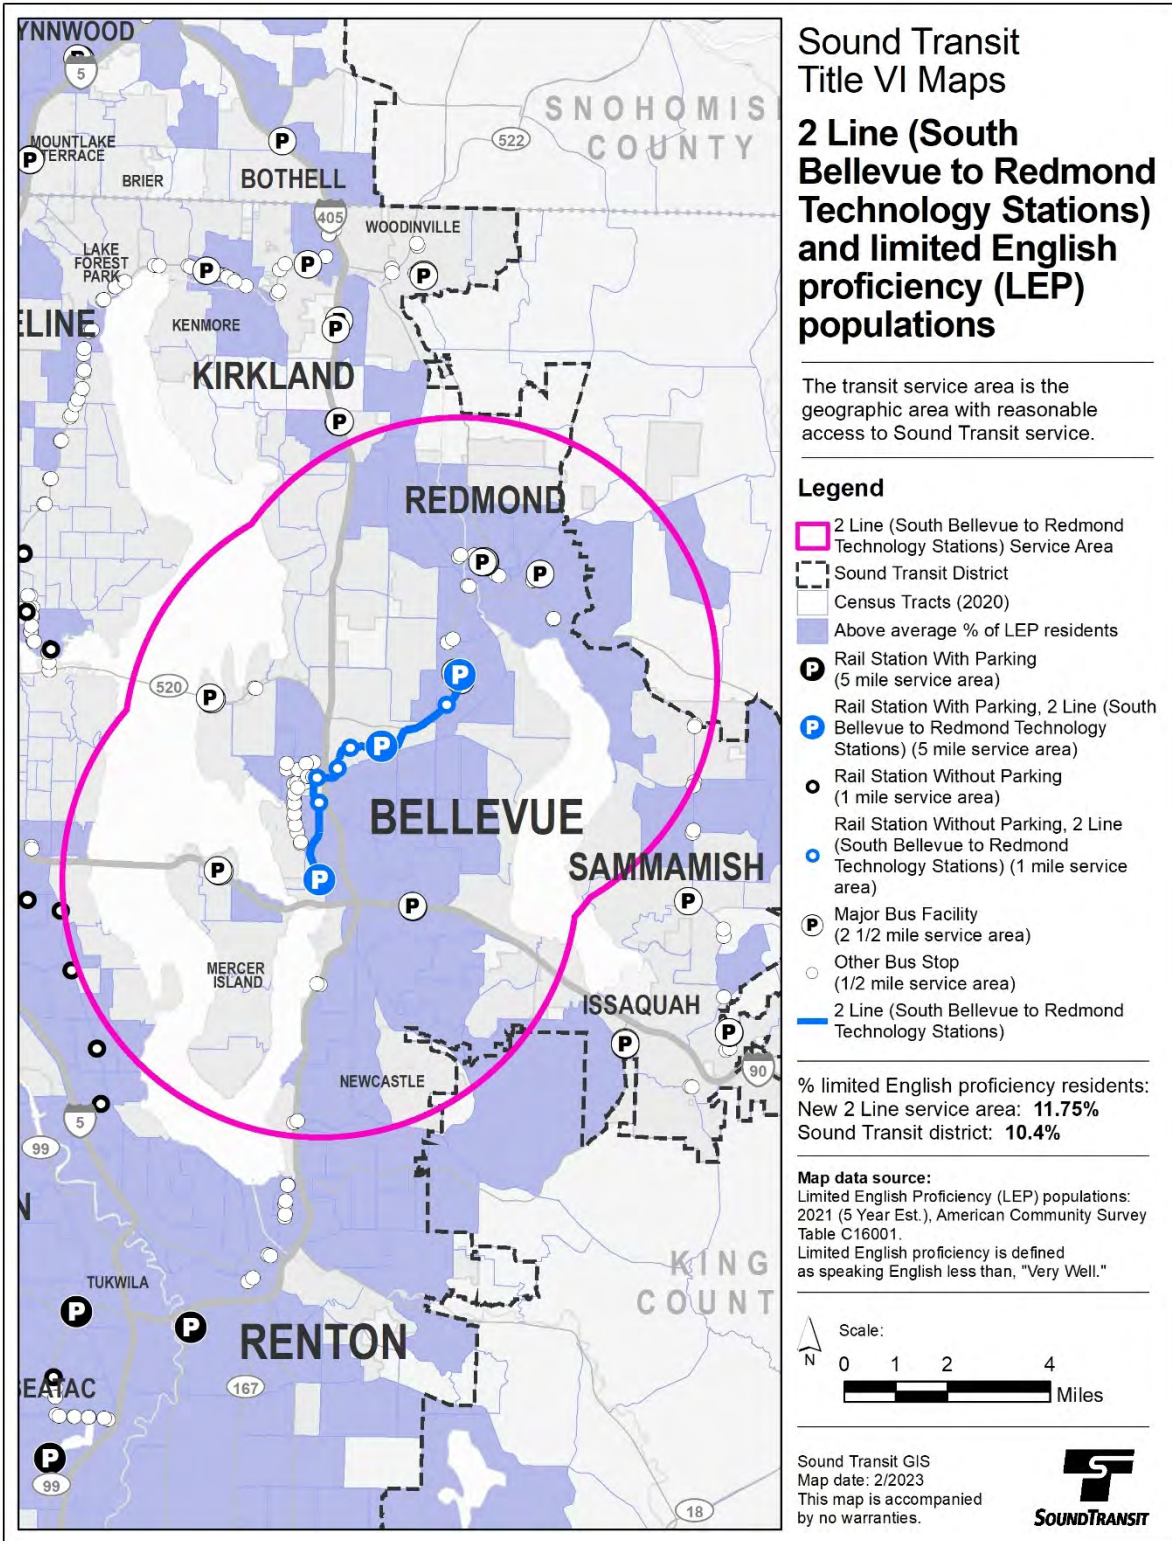 YNNWOOD
P
5
MOUNTLAKE
TERRACE
P
P
BRIER
BOTHELL
SNOHOMIS
COUNTY
522
405
WOODINVILLE
LAKE
FOREST
PARK
P
P
P
ELINE
KENMORE
P
KIRKLAND
P
REDMOND
P
P
520
P
P
P
BELLEVUE
SAMMAMISH
P
P
P
P
MERCER
ISLAND
ISSAQUAH
P
P
90
NEWCASTLE
5
99
N
KING
COUNT
TUKWILA
P
P
RENTON
167
SEATAC
P
99
18
Sound Transit
Title VI Maps
2 Line (South
Bellevue to Redmond
Technology Stations)
and limited English
proficiency (LEP)
populations
The transit service area is the
geographic area with reasonable
access to Sound Transit service.
Legend
2 Line (South Bellevue to Redmond
Technology Stations) Service Area
Sound Transit District
Census Tracts (2020)
Above average % of LEP residents
P
Rail Station With Parking
(5 mile service area)
P
Rail Station With Parking, 2 Line (South
Bellevue to Redmond Technology
Stations) (5 mile service area)
Rail Station Without Parking
(1 mile service area)
Rail Station Without Parking, 2 Line
(South Bellevue to Redmond
Technology Stations) (1 mile service
area)
P
Major Bus Facility
(2 1/2 mile service area)
Other Bus Stop
(1/2 mile service area)
2 Line (South Bellevue to Redmond
Technology Stations)
% limited English proficiency residents:
New 2 Line service area: 11.75%
Sound Transit district: 10.4%
Map data source:
Limited English Proficiency (LEP) populations:
2021 (5 Year Est.), American Community Survey
Table C16001.
Limited English proficiency is defined
as speaking English less than, "Very Well."
N
Scale:
0 1 2 4
Miles
Sound Transit GIS
Map date: 2/2023
This map is accompanied
by no warranties.
SOUNDTRANSIT